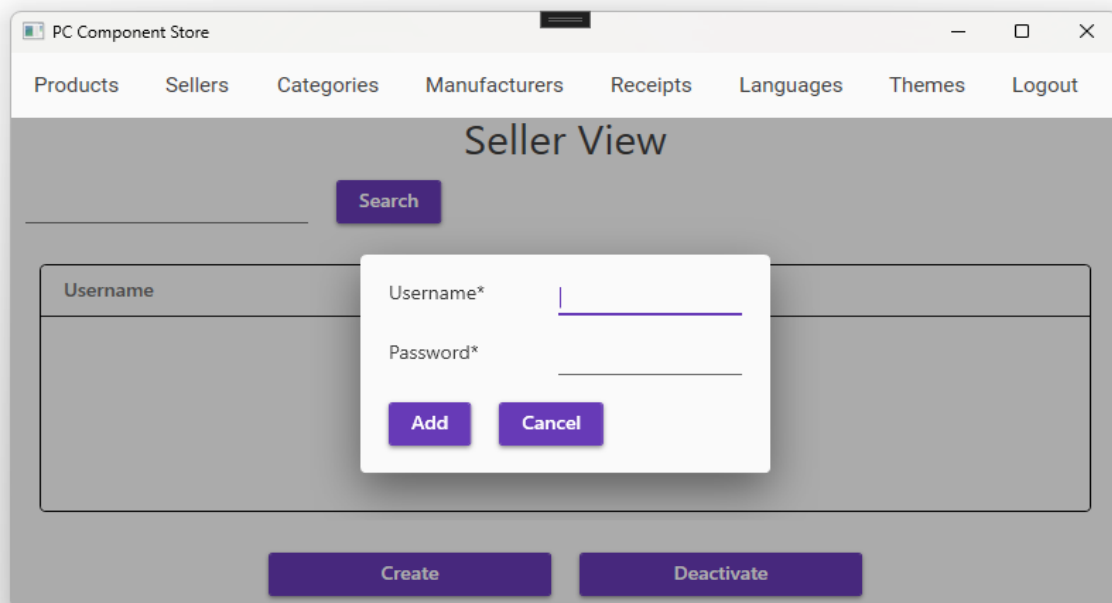 PC Component Store
Products Sellers Categories Manufacturers Receipts Languages Themes Logout
Seller View
Search
Username
Username*
Password*
Add Cancel
Create Deactivate